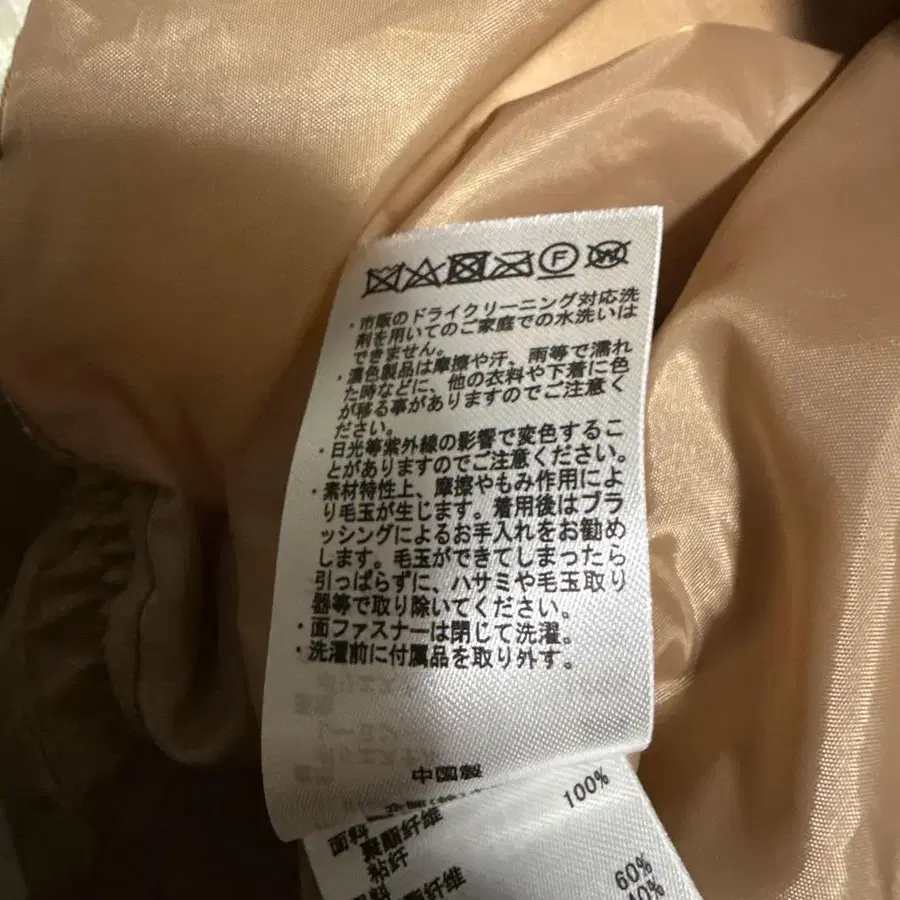 F W
・市販のドライクリーニング対応洗
剤を用いてのご家庭での水洗いは
できません。
・濃色製品は摩擦や汗、雨等で濡れ
た時などに、他の衣料や下着に色
が移る事がありますのでご注意く
ださい。
・日光等紫外線の影響で変色するこ
とがありますのでご注意ください。
・素材特性上、摩擦やもみ作用によ
り毛玉が生じます。着用後はブラ
ッシングによるお手入れをお勧め
します。毛玉ができてしまったら
引っぱらずに、ハサミや毛玉取り
器等で取り除いてください。
・面ファスナーは閉じて洗濯。
・洗濯前に付属品を取り外す。
中国製
面料
聚酯纤维 100%
粘纤
纤维 60%
40%